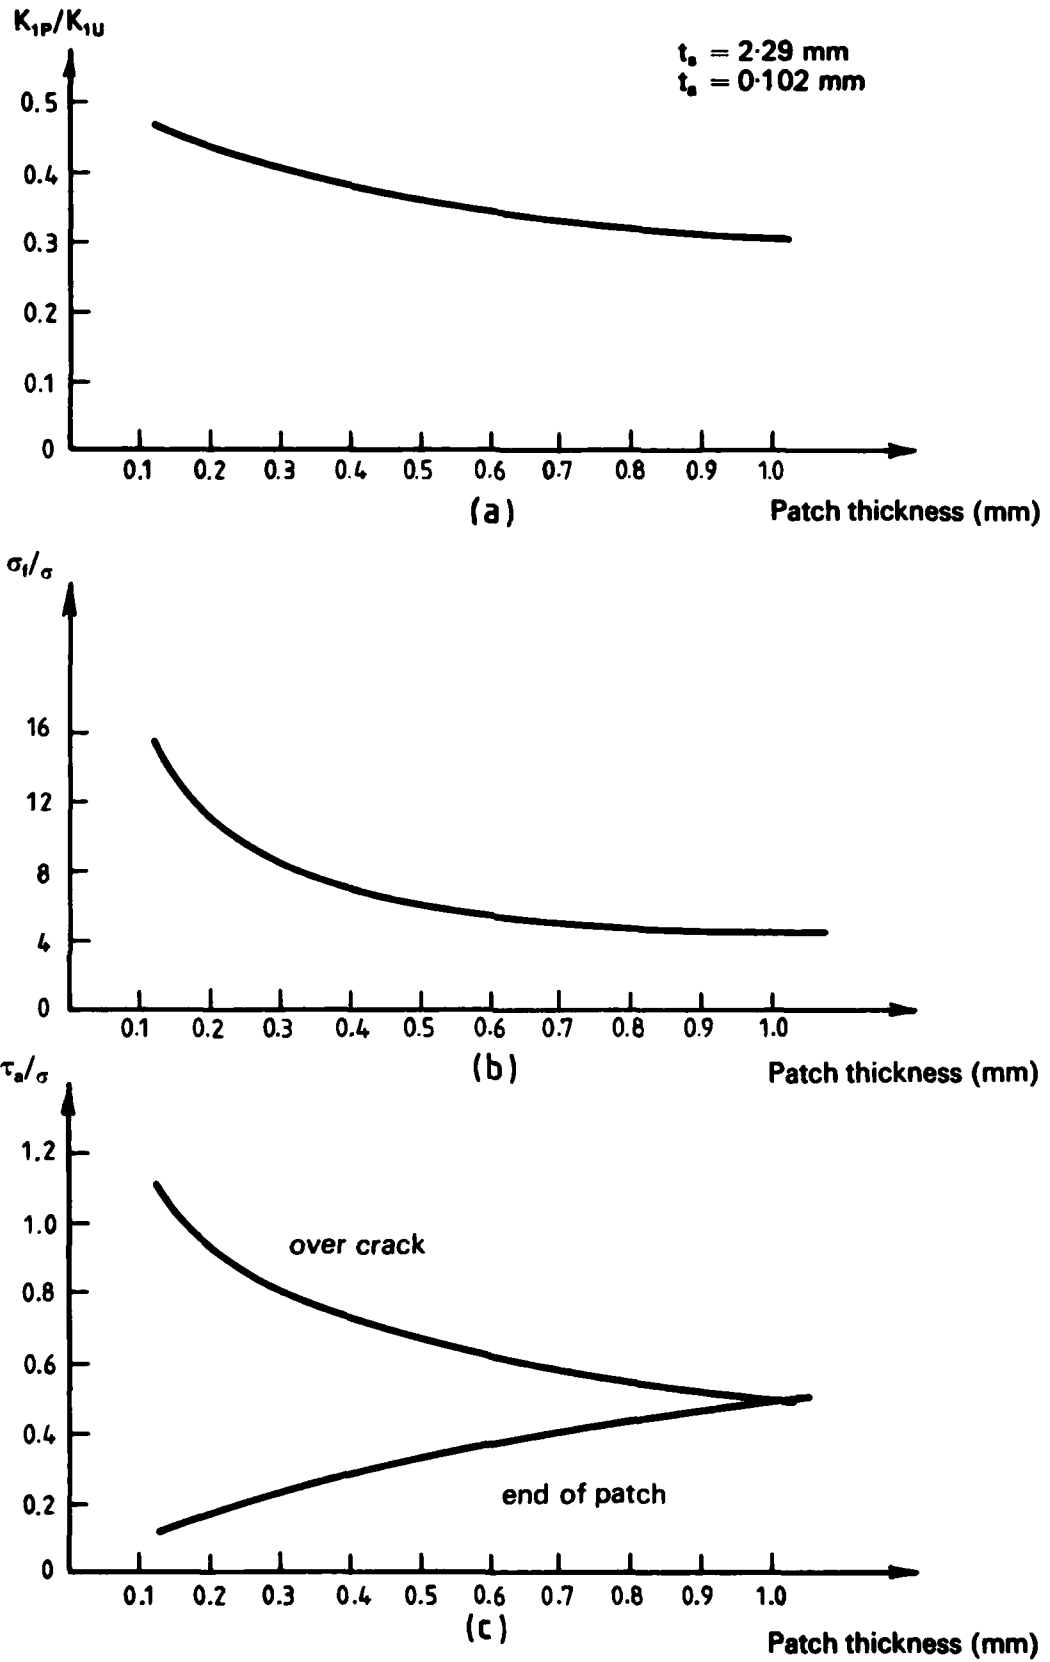 K₁P/K₁U
tₛ = 2·29 mm
tₐ = 0·102 mm
0.5
0.4
0.3
0.2
0.1
0
0.1 0.2 0.3 0.4 0.5 0.6 0.7 0.8 0.9 1.0
(a)
Patch thickness (mm)
σf/σ
16
12
8
4
0
0.1 0.2 0.3 0.4 0.5 0.6 0.7 0.8 0.9 1.0
(b)
Patch thickness (mm)
τₐ/σ
1.2
1.0
over crack
0.8
0.6
0.4
end of patch
0.2
0
0.1 0.2 0.3 0.4 0.5 0.6 0.7 0.8 0.9 1.0
(c)
Patch thickness (mm)